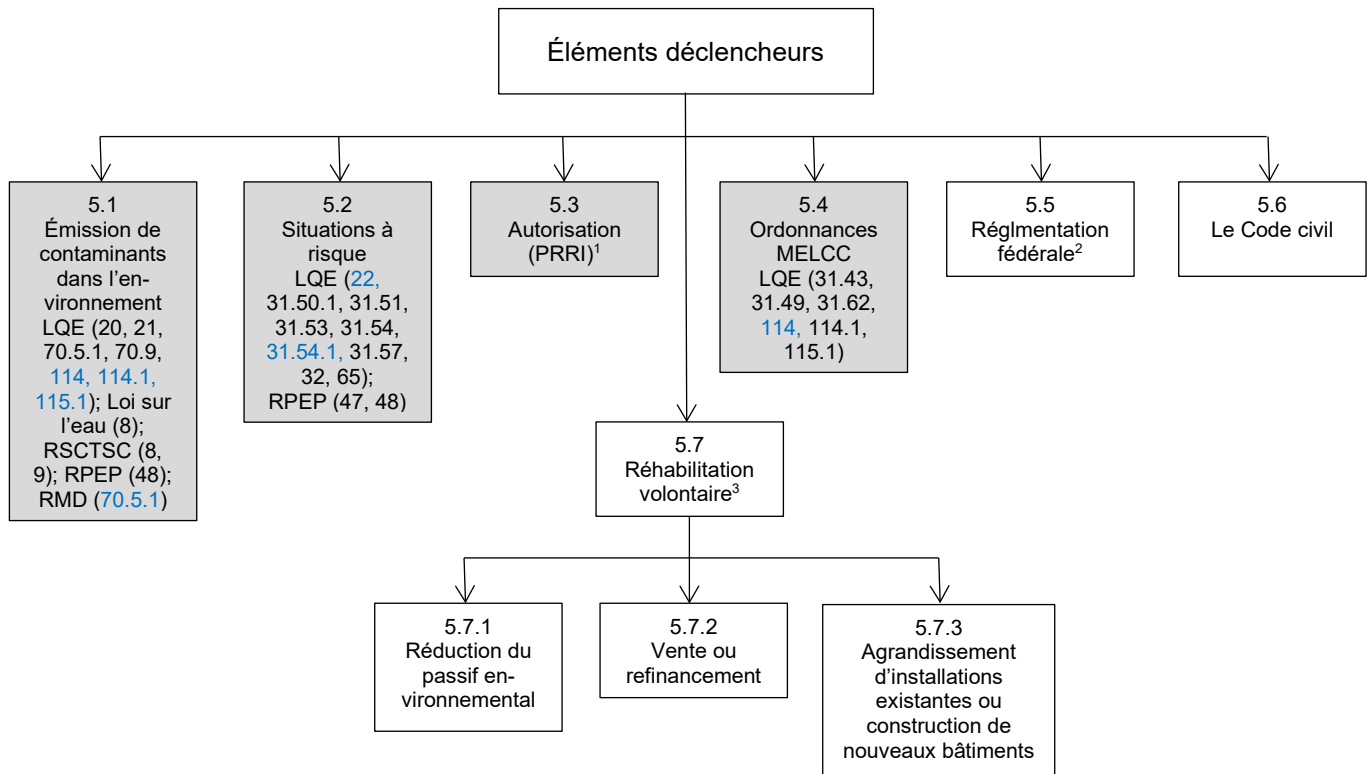 Éléments déclencheurs
5.1
Émission de
contaminants
dans l’en-
vironnement
LQE (20, 21,
70.5.1, 70.9,
114, 114.1,
115.1); Loi sur
l’eau (8);
RSCTSC (8,
9); RPEP (48);
RMD (70.5.1)
5.2
Situations à
risque
LQE (22,
31.50.1, 31.51,
31.53, 31.54,
31.54.1, 31.57,
32, 65);
RPEP (47, 48)
5.3
Autorisation
(PRRI)1
5.4
Ordonnances
MELCC
LQE (31.43,
31.49, 31.62,
114, 114.1,
115.1)
5.5
Réglmentation
fédérale2
5.6
Le Code civil
5.7
Réhabilitation
volontaire3
5.7.1
Réduction du
passif en-
vironnemental
5.7.2
Vente ou
refinancement
5.7.3
Agrandissement
d’installations
existantes ou
construction de
nouveaux bâtiments